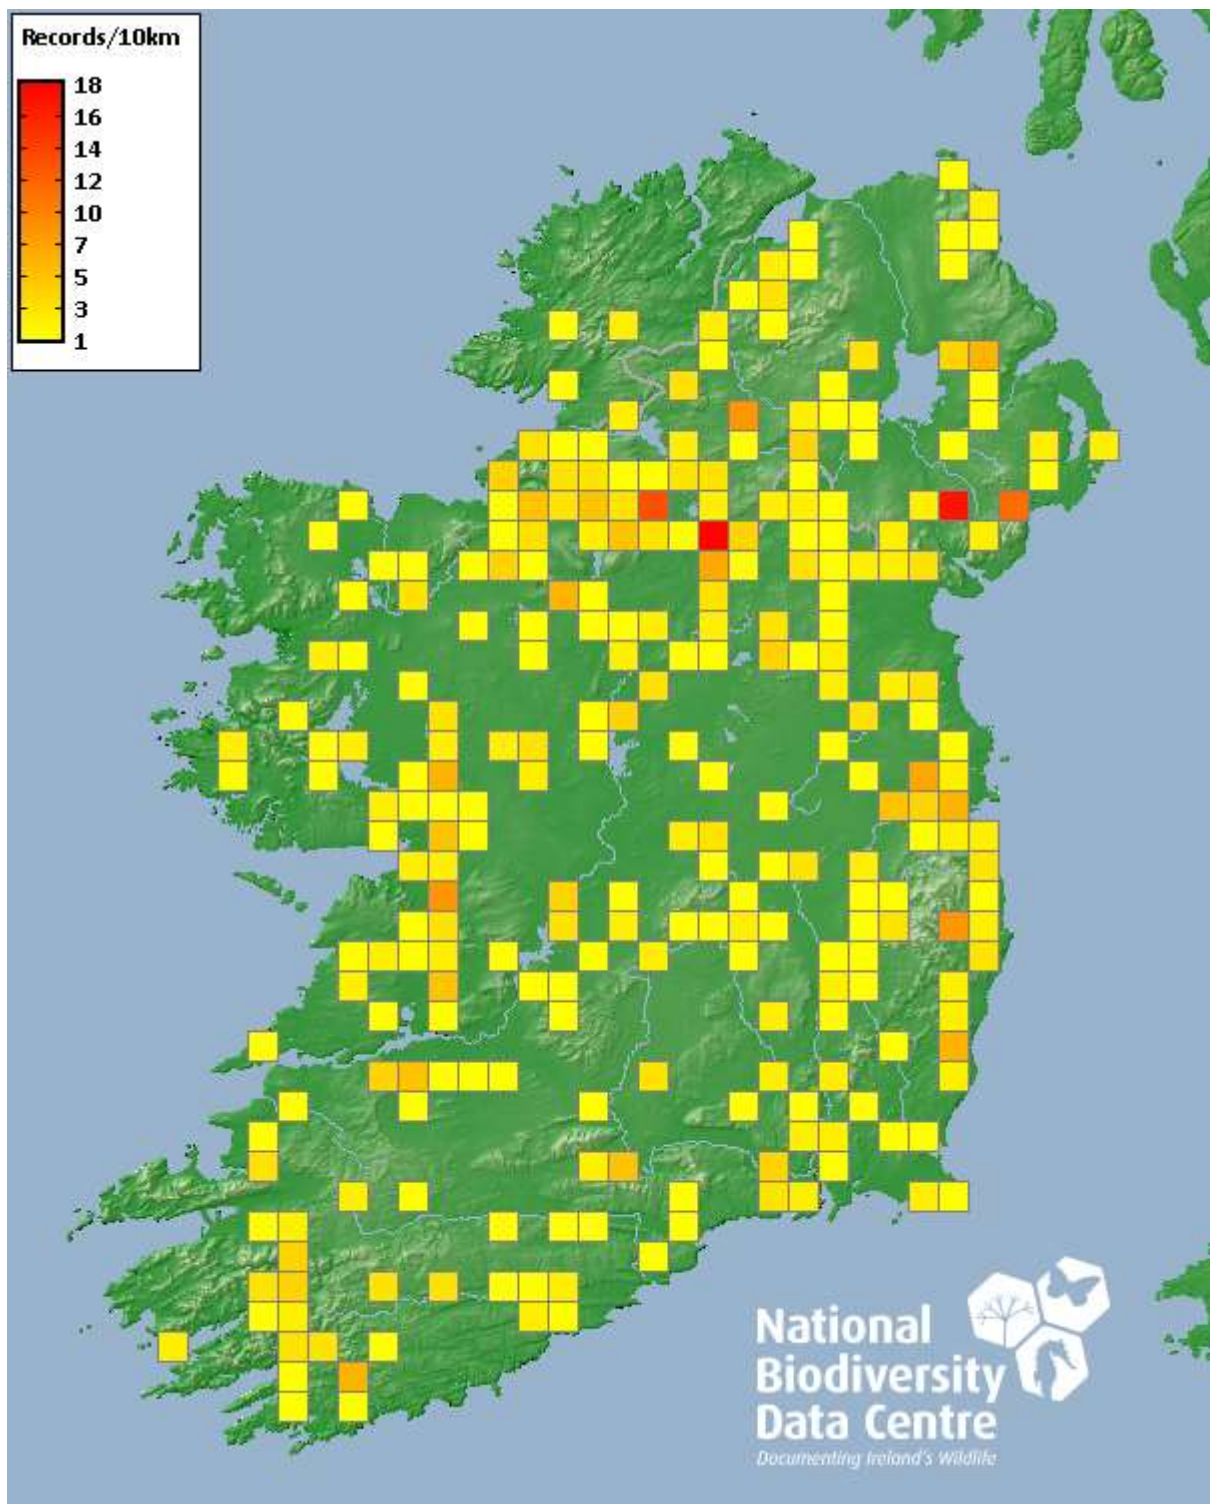 Records/10km
18
16
14
12
10
7
5
3
1
National
Biodiversity
Data Centre
Documenting Ireland's Wildlife